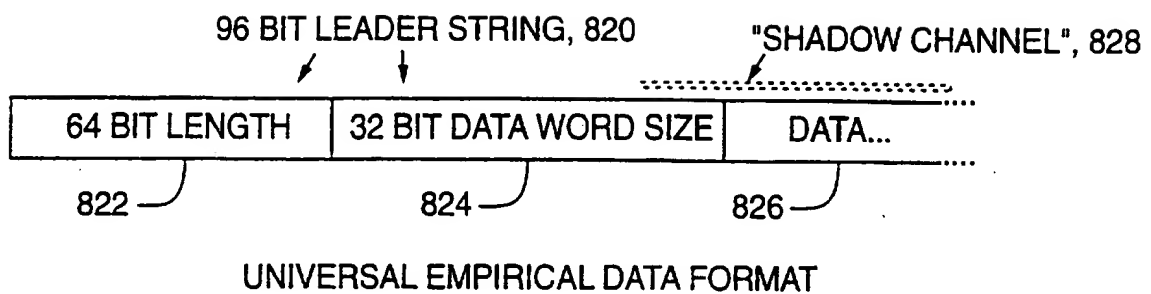 96 BIT LEADER STRING, 820
"SHADOW CHANNEL", 828
64 BIT LENGTH
32 BIT DATA WORD SIZE
DATA...
822
824
826
UNIVERSAL EMPIRICAL DATA FORMAT